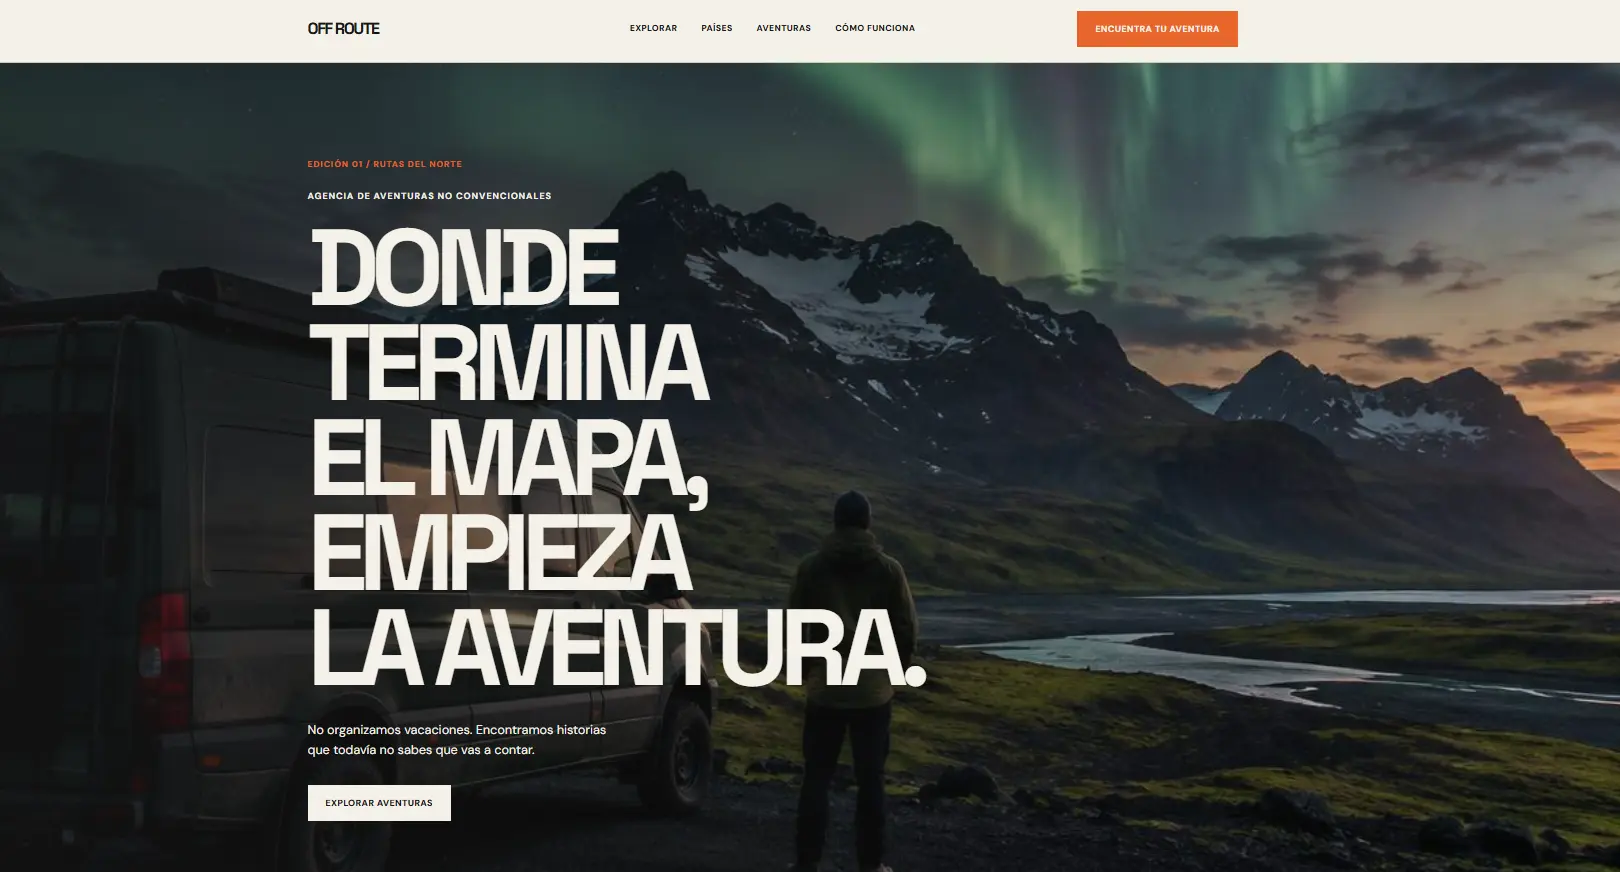 OFF ROUTE
EXPLORAR PAÍSES AVENTURAS CÓMO FUNCIONA
ENCUENTRA TU AVENTURA
EDICIÓN 01 / RUTAS DEL NORTE
AGENCIA DE AVENTURAS NO CONVENCIONALES
DONDE
TERMINA
EL MAPA,
EMPIEZA
LA AVENTURA.
No organizamos vacaciones. Encontramos historias
que todavía no sabes que vas a contar.
EXPLORAR AVENTURAS